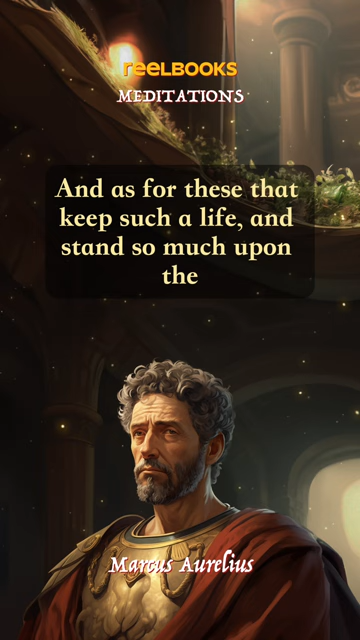 reelBOOKS
MEDITATIONS
And as for these that
keep such a life, and
stand so much upon
the
Marcus Aurelius